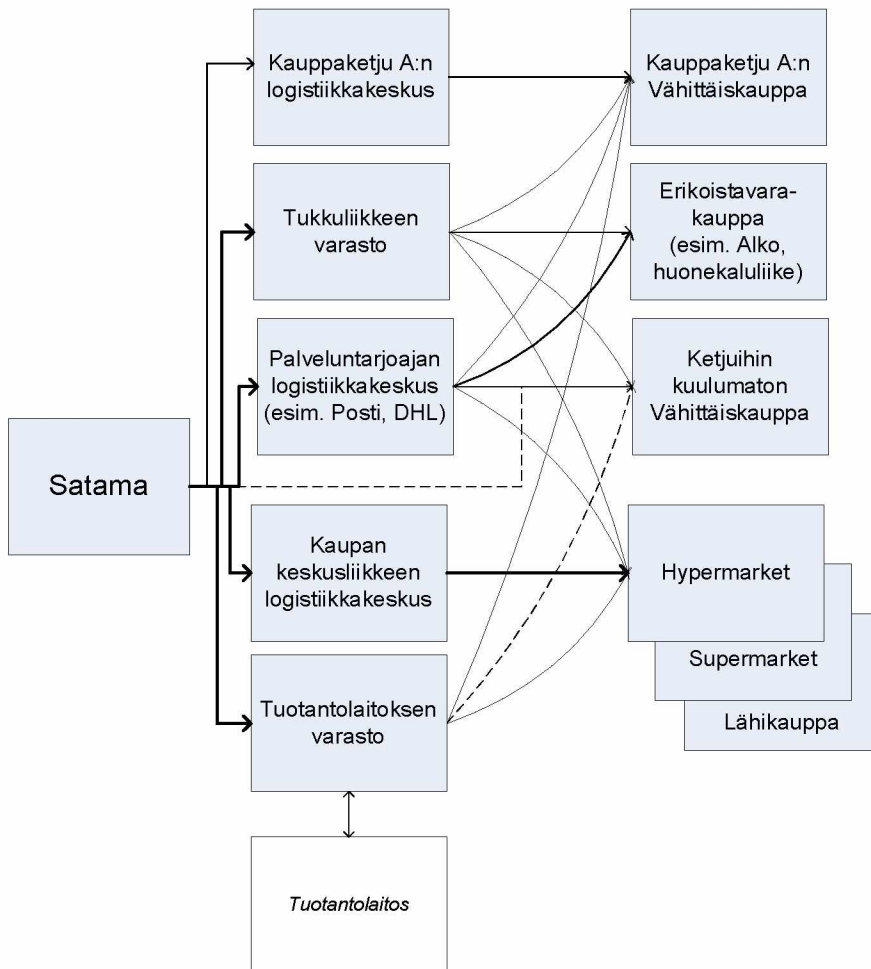 Kauppaketju A:n
logistiikkakeskus
Kauppaketju A:n
Vähittäiskauppa
Tukkuliikkeen
varasto
Erikoistavara-
kauppa
(esim. Alko,
huonekaluliike)
Palveluntarjoajan
logistiikkakeskus
(esim. Posti, DHL)
Ketjuihin
kuulumaton
Vähittäiskauppa
Satama
Kaupan
keskusliikkeen
logistiikkakeskus
Hypermarket
Supermarket
Lähikauppa
Tuotantolaitoksen
varasto
Tuotantolaitos